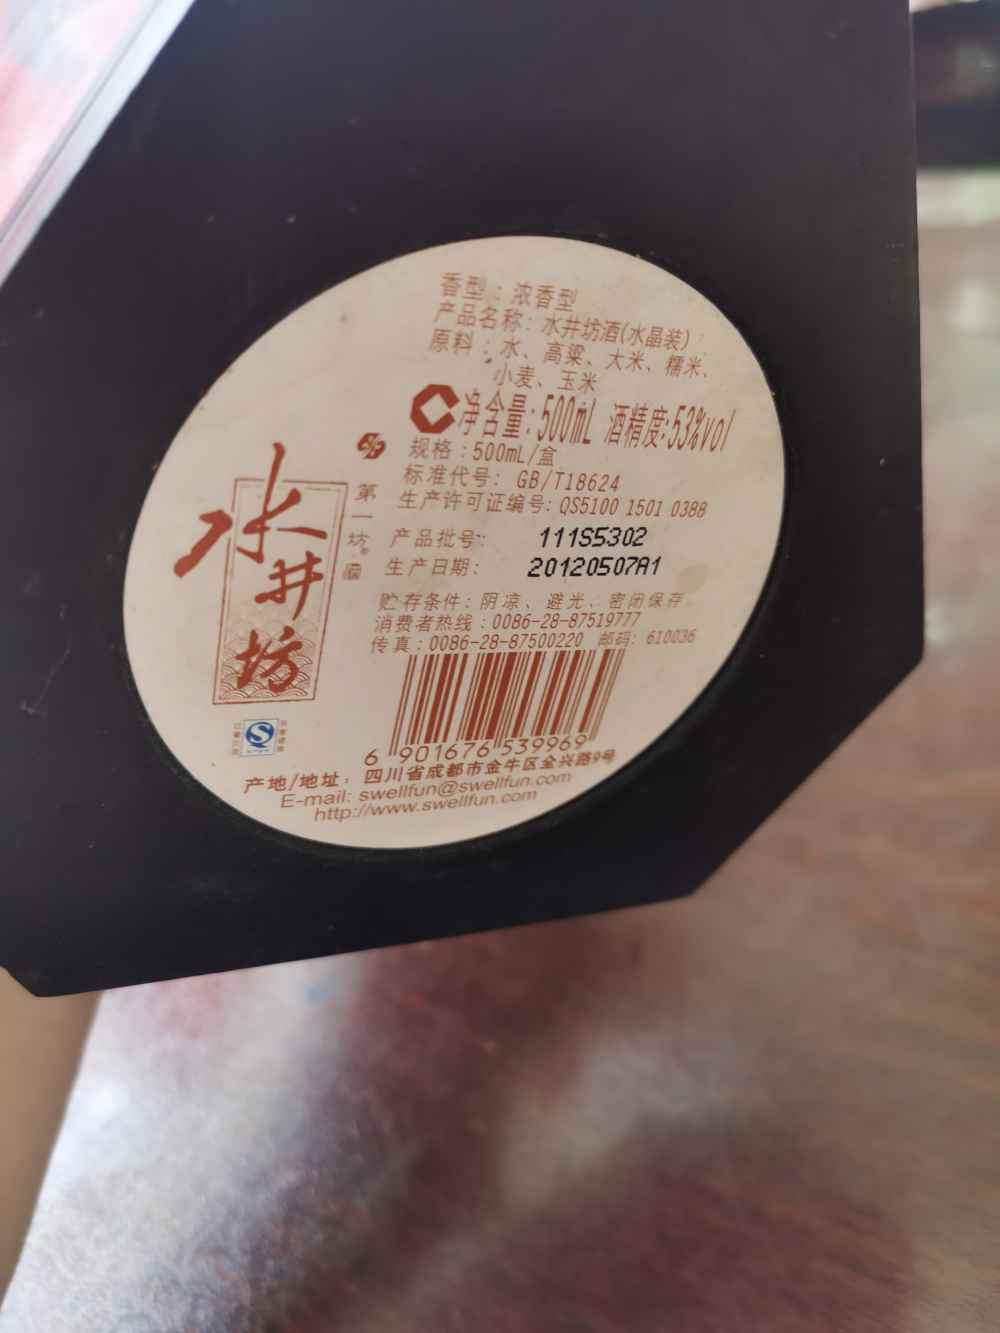 香型：浓香型
产品名称：水井坊酒(水晶装)
原料：水、高粱、大米、糯米、
小麦、玉米
净含量:500mL 酒精度:53%vol
规格：500mL/盒
标准代号：GB/T18624
生产许可证编号：QS5100 1501 0388
产品批号： 111S5302
生产日期： 20120507A1
贮存条件：阴凉、避光、密闭保存。
消费者热线：0086-28-87519777
传真：0086-28-87500220 邮码：610036
水井坊
第一坊®
6 901676 539969
产地/地址：四川省成都市金牛区全兴路9号
E-mail: swellfun@swellfun.com
http://www.swellfun.com